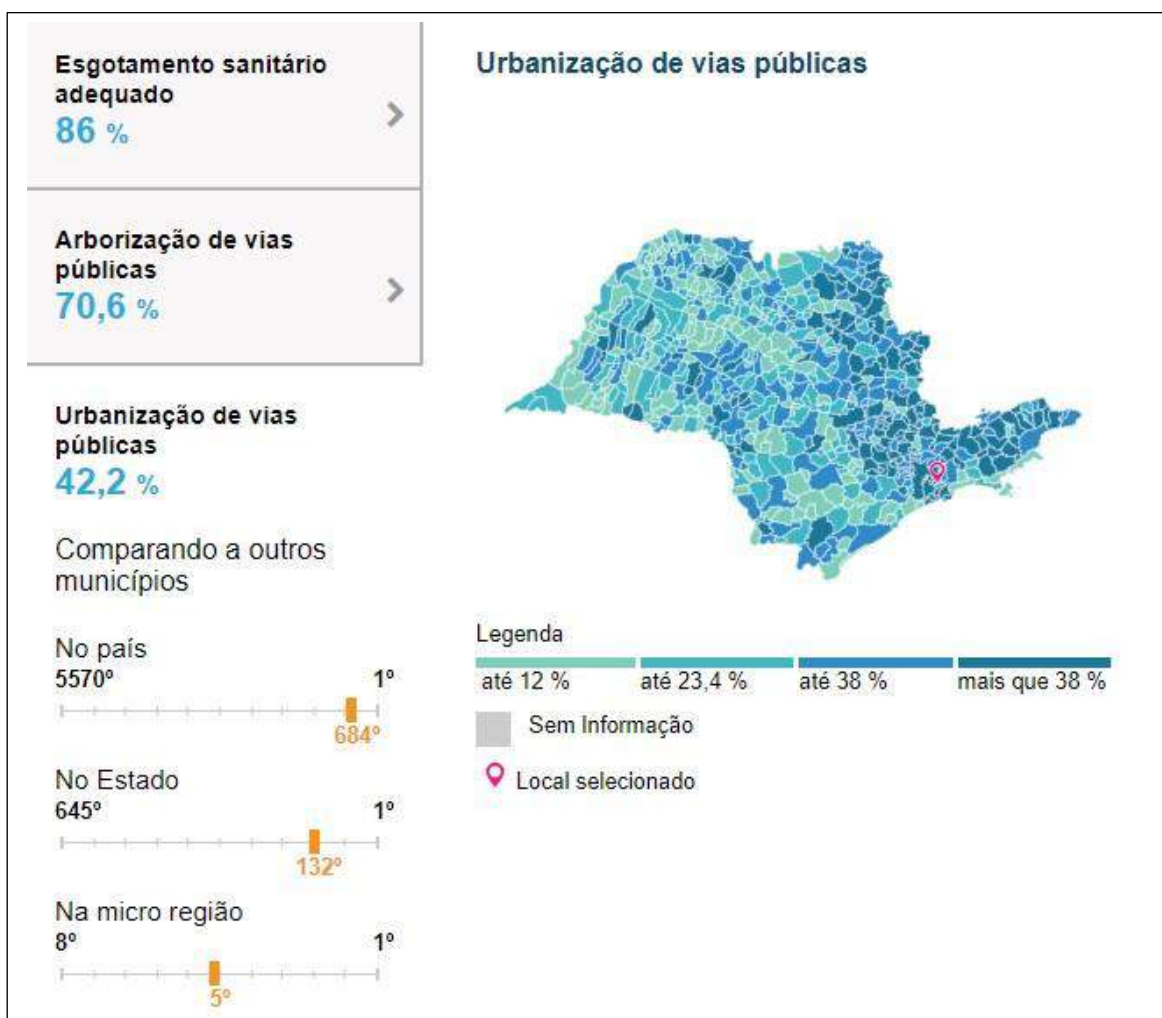 Esgotamento sanitário
adequado
86 %
Arborização de vias
públicas
70,6 %
Urbanização de vias
públicas
42,2 %
Comparando a outros
municípios
No país
5570º 1º
684º
No Estado
645º 1º
132º
Na micro região
8º 1º
5º
Urbanização de vias públicas
Legenda
até 12 % até 23,4 % até 38 % mais que 38 %
Sem Informação
Local selecionado